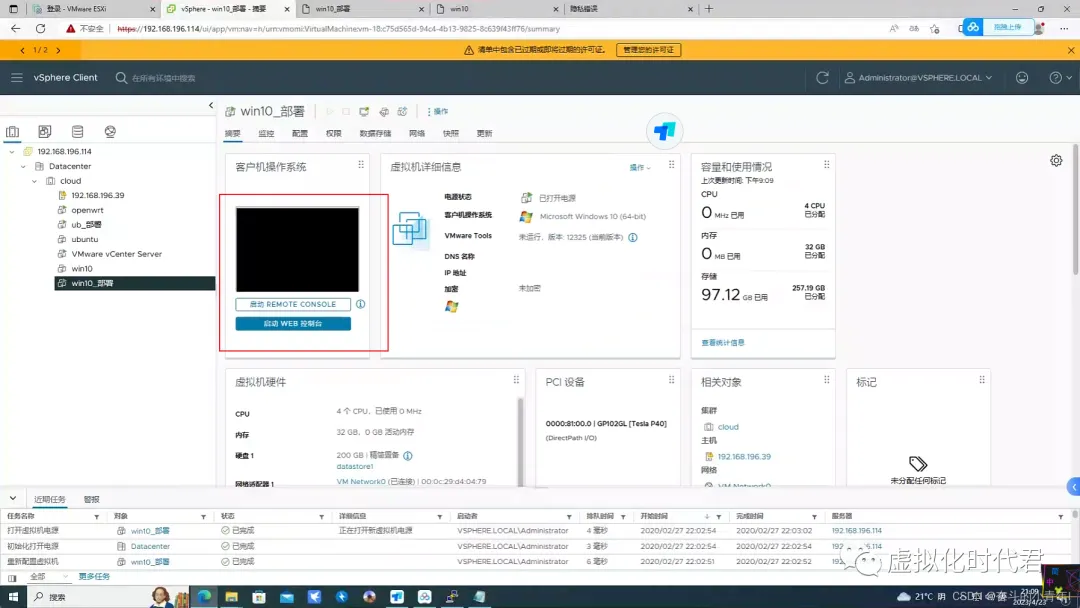 登录 - VMware ESXi
vSphere - win10_部署 - 摘要
win10_部署
win10
隐私错误
不安全
https://192.168.196.114/ui/app/vm;nav=h/urn:vmomi:VirtualMachine:vm-18:c75d565d-94c4-4b13-9825-8c639f43ff76/summary
拖拽上传
1 / 2
清单中包含已过期或即将过期的许可证。
管理您的许可证
vSphere Client
在所有环境中搜索
Administrator@VSPHERE.LOCAL
192.168.196.114
Datacenter
cloud
192.168.196.39
openwrt
ub_部署
ubuntu
VMware vCenter Server
win10
win10_部署
win10_部署
操作
摘要
监控
配置
权限
数据存储
网络
快照
更新
客户机操作系统
启动 REMOTE CONSOLE
启动 WEB 控制台
虚拟机详细信息
操作
电源状态
已打开电源
客户机操作系统
Microsoft Windows 10 (64-bit)
VMware Tools
未运行，版本: 12325 (当前版本)
DNS 名称
IP 地址
加密
未加密
容量和使用情况
上次更新时间: 下午9:09
CPU
0 MHz 已用
4 CPU
已分配
内存
0 MB 已用
32 GB
已分配
存储
97.12 GB 已用
257.19 GB
已分配
查看统计信息
虚拟机硬件
CPU
4 个 CPU，已使用 0 MHz
内存
32 GB，0 GB 活动内存
硬盘 1
200 GB | 精简置备
datastore1
网络适配器 1
VM Network0 (已连接) | 00:0c:29:d4:04:79
PCI 设备
0000:81:00.0 | GP102GL [Tesla P40]
(DirectPath I/O)
相关对象
集群
cloud
主机
192.168.196.39
网络
VM Network0
标记
未分配任何标记
近期任务
警报
任务名称
对象
状态
详细信息
启动者
排队时间
开始时间
完成时间
服务器
打开虚拟机电源
win10_部署
已完成
正在打开新虚拟机电源
VSPHERE.LOCAL\Administrator
4 毫秒
2020/02/27 22:02:54
2020/02/27 22:03:02
192.168.196.114
初始化打开电源
Datacenter
已完成
VSPHERE.LOCAL\Administrator
3 毫秒
2020/02/27 22:02:54
2020/02/27 22:02:54
重新配置虚拟机
win10_部署
已完成
VSPHERE.LOCAL\Administrator
6 毫秒
2020/02/27 22:02:51
2020/02/27 22:02:51
虚拟化时代君
全部
更多任务
搜索
21°C 阴
21:09
2023/4/23